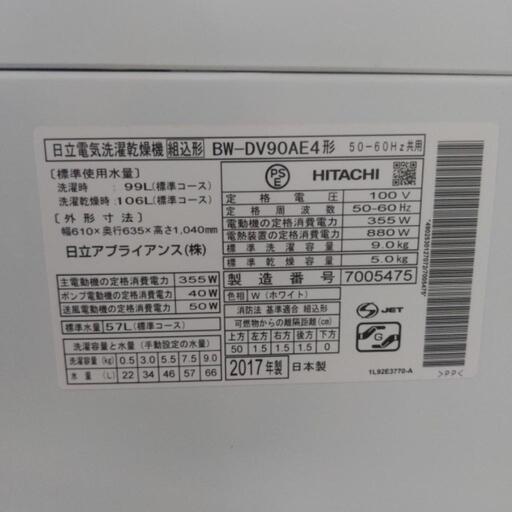 日立電気洗濯乾燥機 組込形 BW-DV90AE4形 50-60Hz共用
〔標準使用水量〕
洗濯時 : 99L(標準コース)
洗濯乾燥時 : 106L(標準コース)
〔外形寸法〕
幅610×奥行635×高さ1,040mm
日立アプライアンス(株)
主電動機の定格消費電力 355W
ポンプ電動機の定格消費電力 40W
送風電動機の定格消費電力 50W
標準水量 57L(標準コース)
洗濯容量と水量 (手動設定の水量)
洗濯容量(kg) 0.5 3.0 5.5 7.5 9.0
水量(L) 22 34 46 57 66
PS
E
HITACHI
定格電圧 100V
定格周波数 50-60Hz
電動機の定格消費電力 355W
電熱装置の定格消費電力 880W
標準洗濯容量 9.0kg
標準乾燥容量 5.0kg
製造番号 7005475
色相 W (ホワイト)
消防法 基準適合 組込形
可燃物からの離隔距離(cm)
上方 左方 右方 後方 下方
50 1.5 1.5 1.5 0
2017年製 日本製
S JET
G
1L92E3770-A
>PP<